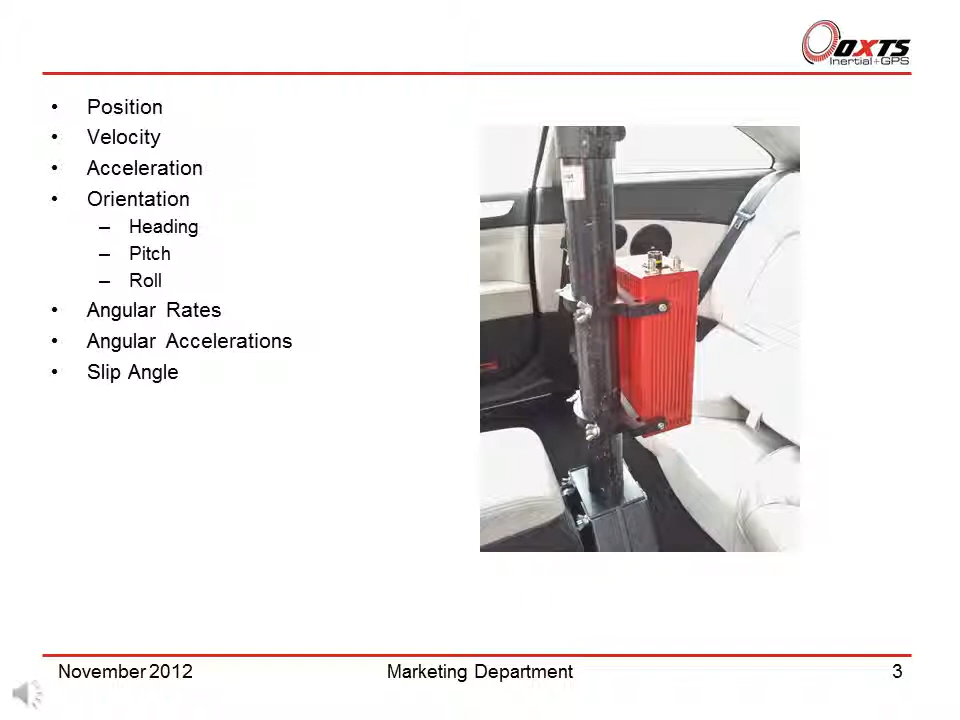 OXTS
Inertial+GPS
• Position
• Velocity
• Acceleration
• Orientation
– Heading
– Pitch
– Roll
• Angular Rates
• Angular Accelerations
• Slip Angle
November 2012
Marketing Department
3